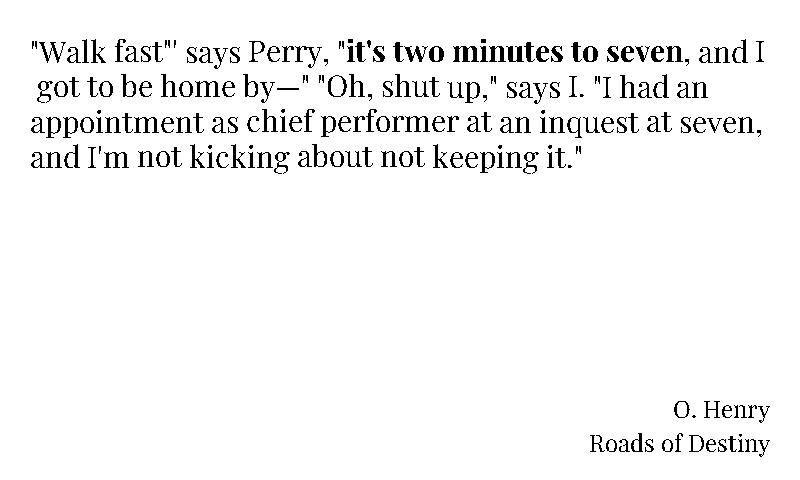 "Walk fast"' says Perry, "it's two minutes to seven, and I
got to be home by—" "Oh, shut up," says I. "I had an
appointment as chief performer at an inquest at seven,
and I'm not kicking about not keeping it."
O. Henry
Roads of Destiny